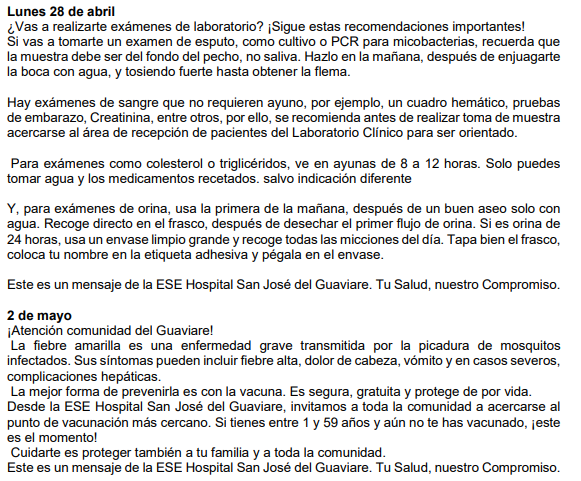 Lunes 28 de abril
¿Vas a realizarte exámenes de laboratorio? ¡Sigue estas recomendaciones importantes!
Si vas a tomarte un examen de esputo, como cultivo o PCR para micobacterias, recuerda que
la muestra debe ser del fondo del pecho, no saliva. Hazlo en la mañana, después de enjuagarte
la boca con agua, y tosiendo fuerte hasta obtener la flema.
Hay exámenes de sangre que no requieren ayuno, por ejemplo, un cuadro hemático, pruebas
de embarazo, Creatinina, entre otros, por ello, se recomienda antes de realizar toma de muestra
acercarse al área de recepción de pacientes del Laboratorio Clínico para ser orientado.
Para exámenes como colesterol o triglicéridos, ve en ayunas de 8 a 12 horas. Solo puedes
tomar agua y los medicamentos recetados. salvo indicación diferente
Y, para exámenes de orina, usa la primera de la mañana, después de un buen aseo solo con
agua. Recoge directo en el frasco, después de desechar el primer flujo de orina. Si es orina de
24 horas, usa un envase limpio grande y recoge todas las micciones del día. Tapa bien el frasco,
coloca tu nombre en la etiqueta adhesiva y pégala en el envase.
Este es un mensaje de la ESE Hospital San José del Guaviare. Tu Salud, nuestro Compromiso.
2 de mayo
¡Atención comunidad del Guaviare!
La fiebre amarilla es una enfermedad grave transmitida por la picadura de mosquitos
infectados. Sus síntomas pueden incluir fiebre alta, dolor de cabeza, vómito y en casos severos,
complicaciones hepáticas.
La mejor forma de prevenirla es con la vacuna. Es segura, gratuita y protege de por vida.
Desde la ESE Hospital San José del Guaviare, invitamos a toda la comunidad a acercarse al
punto de vacunación más cercano. Si tienes entre 1 y 59 años y aún no te has vacunado, ¡este
es el momento!
Cuidarte es proteger también a tu familia y a toda la comunidad.
Este es un mensaje de la ESE Hospital San José del Guaviare. Tu Salud, nuestro Compromiso.